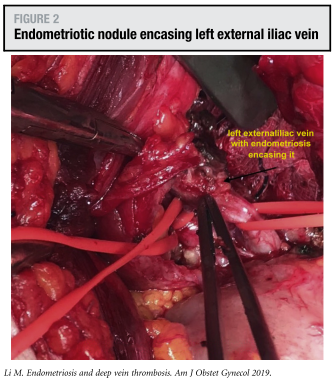 FIGURE 2
Endometriotic nodule encasing left external iliac vein
left externaliliac vein
with endometriosis
encasing it
Li M. Endometriosis and deep vein thrombosis. Am J Obstet Gynecol 2019.